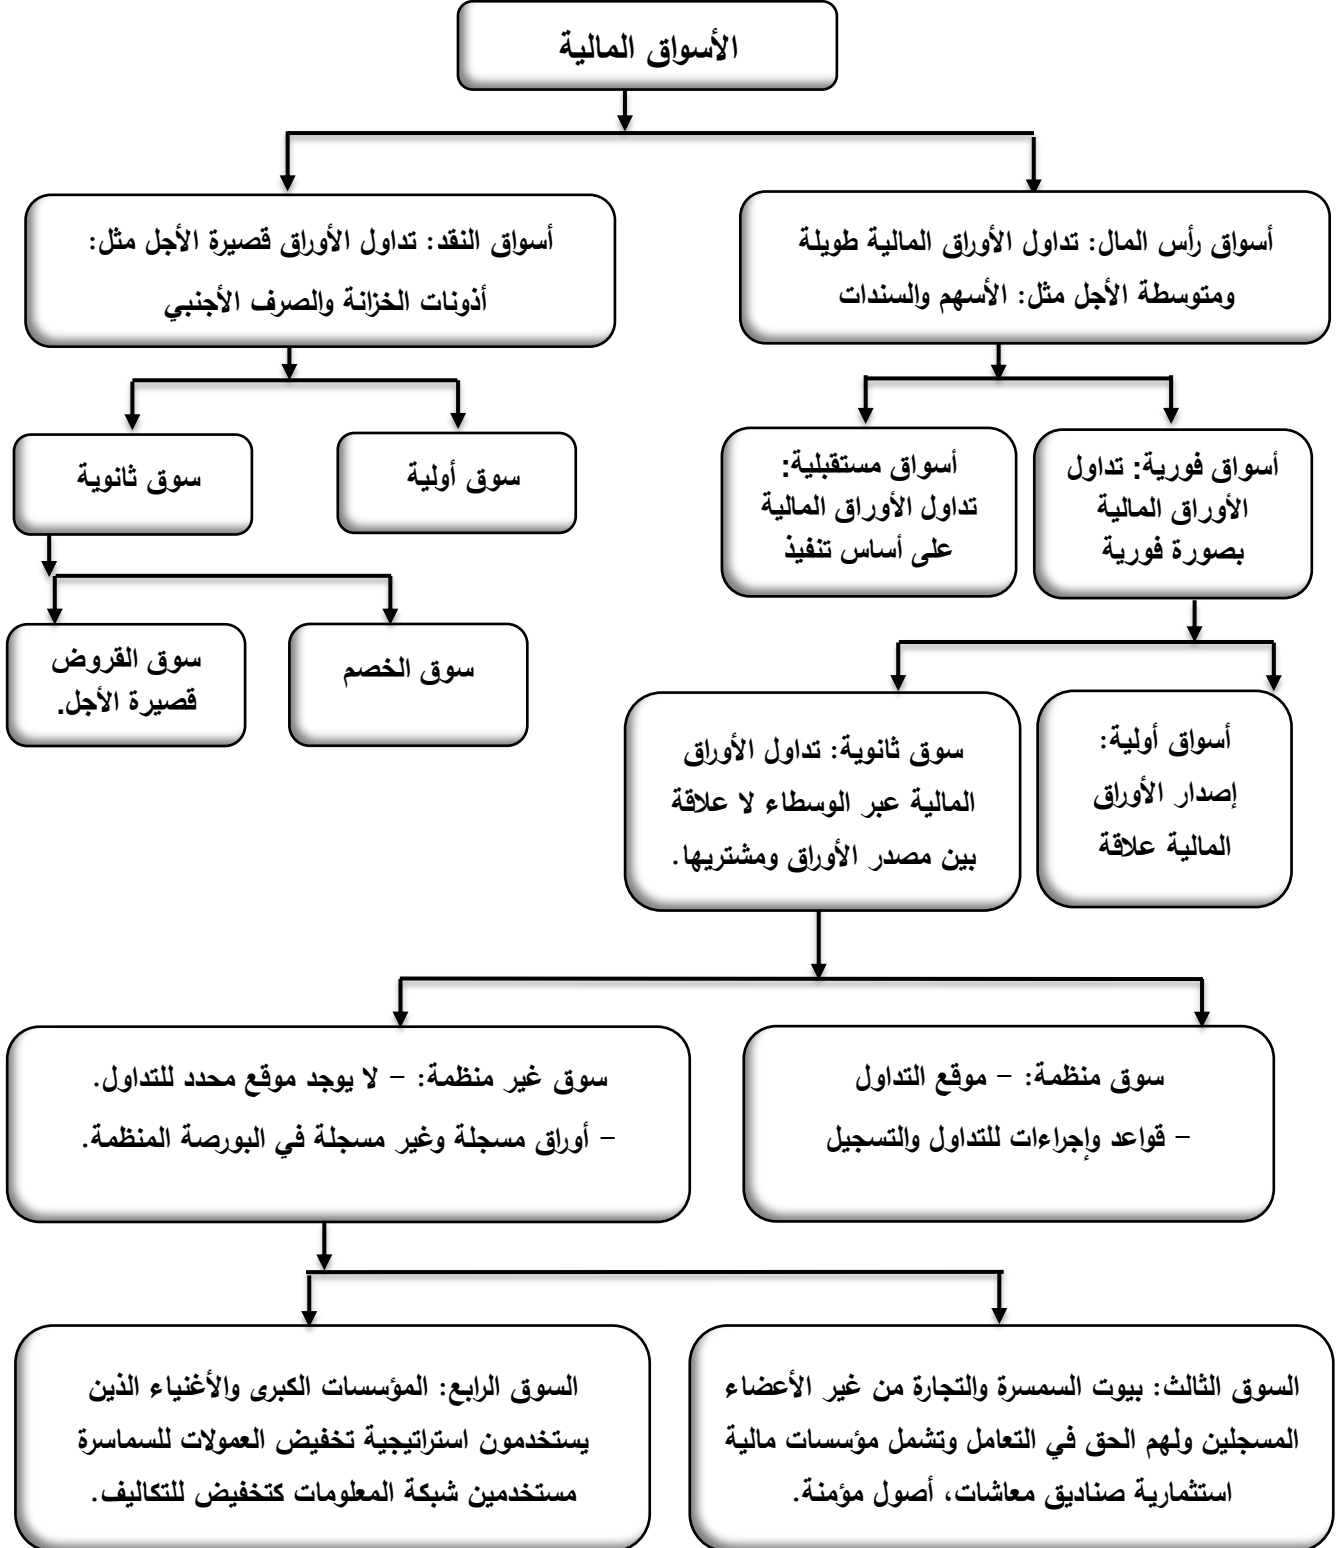 الأسواق المالية
أسواق رأس المال: تداول الأوراق المالية طويلة
ومتوسطة الأجل مثل: الأسهم والسندات
أسواق النقد: تداول الأوراق قصيرة الأجل مثل:
أذونات الخزانة والصرف الأجنبي
أسواق فورية: تداول
الأوراق المالية
بصورة فورية
أسواق مستقبلية:
تداول الأوراق المالية
على أساس تنفيذ
سوق أولية
سوق ثانوية
سوق الخصم
سوق القروض
قصيرة الأجل.
أسواق أولية:
إصدار الأوراق
المالية علاقة
سوق ثانوية: تداول الأوراق
المالية عبر الوسطاء لا علاقة
بين مصدر الأوراق ومشتريها.
سوق منظمة: – موقع التداول
– قواعد وإجراءات للتداول والتسجيل
سوق غير منظمة: – لا يوجد موقع محدد للتداول.
– أوراق مسجلة وغير مسجلة في البورصة المنظمة.
السوق الثالث: بيوت السمسرة والتجارة من غير الأعضاء
المسجلين ولهم الحق في التعامل وتشمل مؤسسات مالية
استثمارية صناديق معاشات، أصول مؤمنة.
السوق الرابع: المؤسسات الكبرى والأغنياء الذين
يستخدمون استراتيجية تخفيض العمولات للسماسرة
مستخدمين شبكة المعلومات كتخفيض للتكاليف.